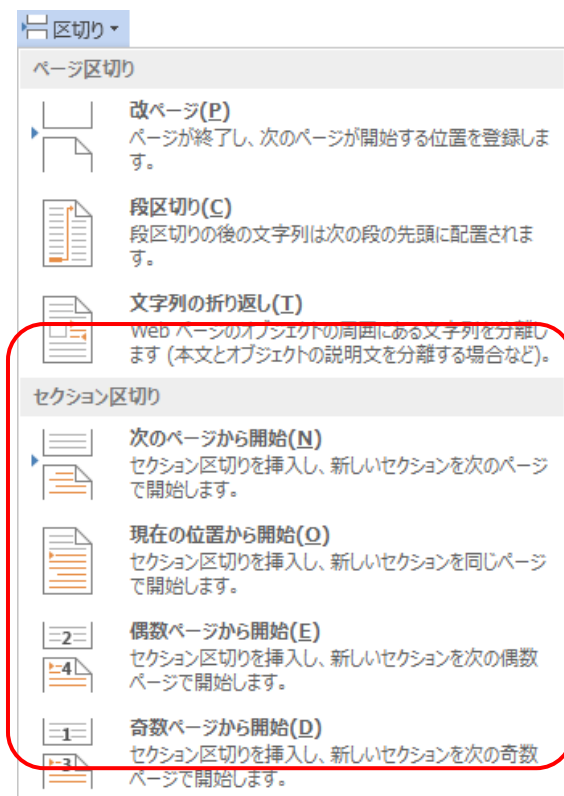 区切り
ページ区切り
改ページ(P)
ページが終了し、次のページが開始する位置を登録しま
す。
段区切り(C)
段区切りの後の文字列は次の段の先頭に配置されま
す。
文字列の折り返し(T)
Web ページのオブジェクトの周囲にある文字列を分離し
ます (本文とオブジェクトの説明文を分離する場合など)。
セクション区切り
次のページから開始(N)
セクション区切りを挿入し、新しいセクションを次のページ
で開始します。
現在の位置から開始(O)
セクション区切りを挿入し、新しいセクションを同じページ
で開始します。
2
偶数ページから開始(E)
セクション区切りを挿入し、新しいセクションを次の偶数
4
ページで開始します。
1
奇数ページから開始(D)
セクション区切りを挿入し、新しいセクションを次の奇数
3
ページで開始します。